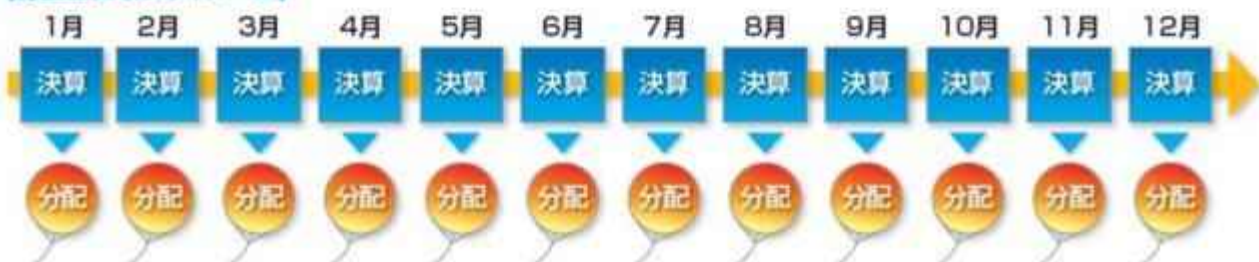 1月 2月 3月 4月 5月 6月 7月 8月 9月 10月 11月 12月
決算 決算 決算 決算 決算 決算 決算 決算 決算 決算 決算 決算
分配 分配 分配 分配 分配 分配 分配 分配 分配 分配 分配 分配